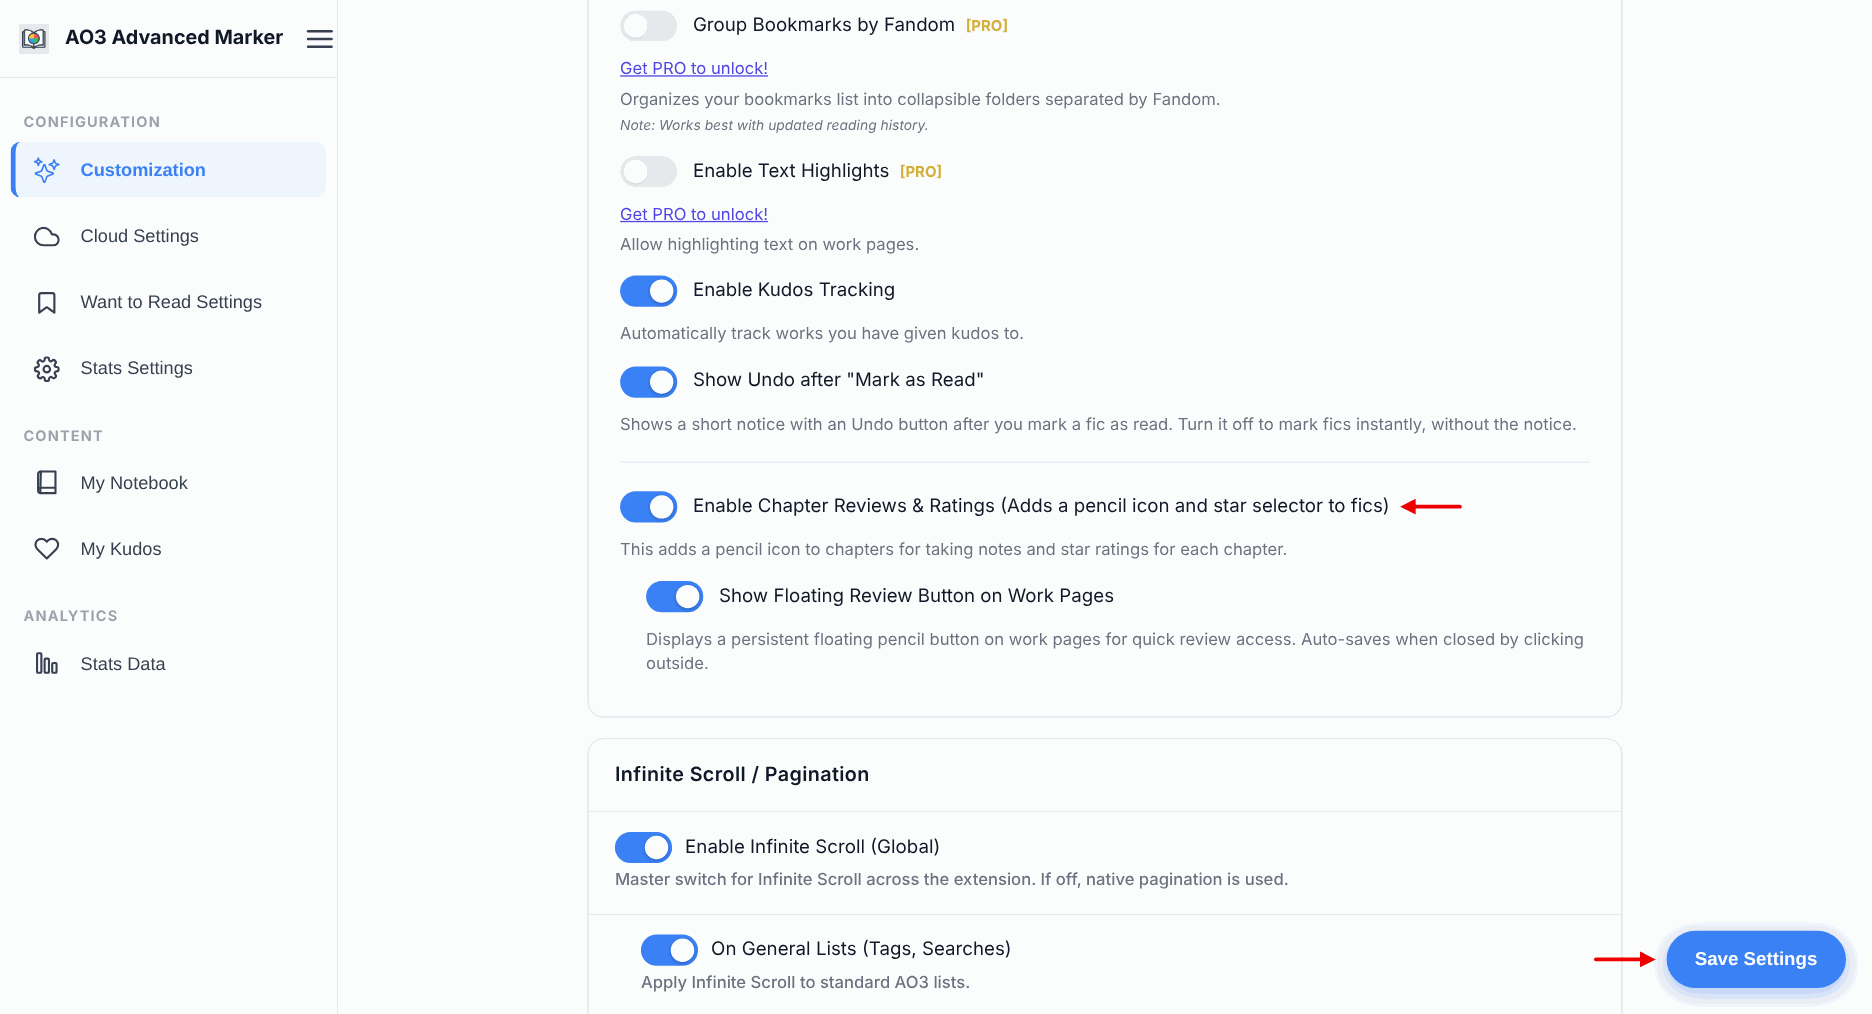 AO3 Advanced Marker
CONFIGURATION
Customization
Cloud Settings
Want to Read Settings
Stats Settings
CONTENT
My Notebook
My Kudos
ANALYTICS
Stats Data
Group Bookmarks by Fandom [PRO]
Get PRO to unlock!
Organizes your bookmarks list into collapsible folders separated by Fandom.
Note: Works best with updated reading history.
Enable Text Highlights [PRO]
Get PRO to unlock!
Allow highlighting text on work pages.
Enable Kudos Tracking
Automatically track works you have given kudos to.
Show Undo after "Mark as Read"
Shows a short notice with an Undo button after you mark a fic as read. Turn it off to mark fics instantly, without the notice.
Enable Chapter Reviews & Ratings (Adds a pencil icon and star selector to fics)
This adds a pencil icon to chapters for taking notes and star ratings for each chapter.
Show Floating Review Button on Work Pages
Displays a persistent floating pencil button on work pages for quick review access. Auto-saves when closed by clicking
outside.
Infinite Scroll / Pagination
Enable Infinite Scroll (Global)
Master switch for Infinite Scroll across the extension. If off, native pagination is used.
On General Lists (Tags, Searches)
Apply Infinite Scroll to standard AO3 lists.
Save Settings